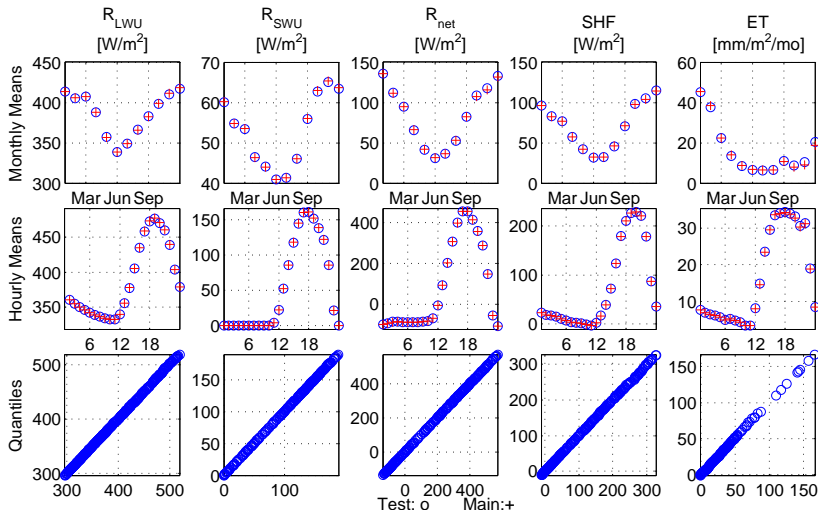 R_LWU R_SWU R_net SHF ET
[W/m²] [W/m²] [W/m²] [W/m²] [mm/m²/mo]
Monthly Means
450 400 350 300
70 60 50 40
150 100 50 0
150 100 50 0
60 40 20 0
Mar Jun Sep Mar Jun Sep Mar Jun Sep Mar Jun Sep Mar Jun Sep
Hourly Means
450 400 350
150 100 50 0
400 200 0
200 100 0
30 20 10
6 18 6 18 6 18 6 18 6 18
Quantiles
500 400 300
150 100 50 0
400 200 0
300 200 100 0
150 100 50 0
300 400 500 0 100 0 200 400 0 100 200 300 0 50 100 150
Test: o Main:+